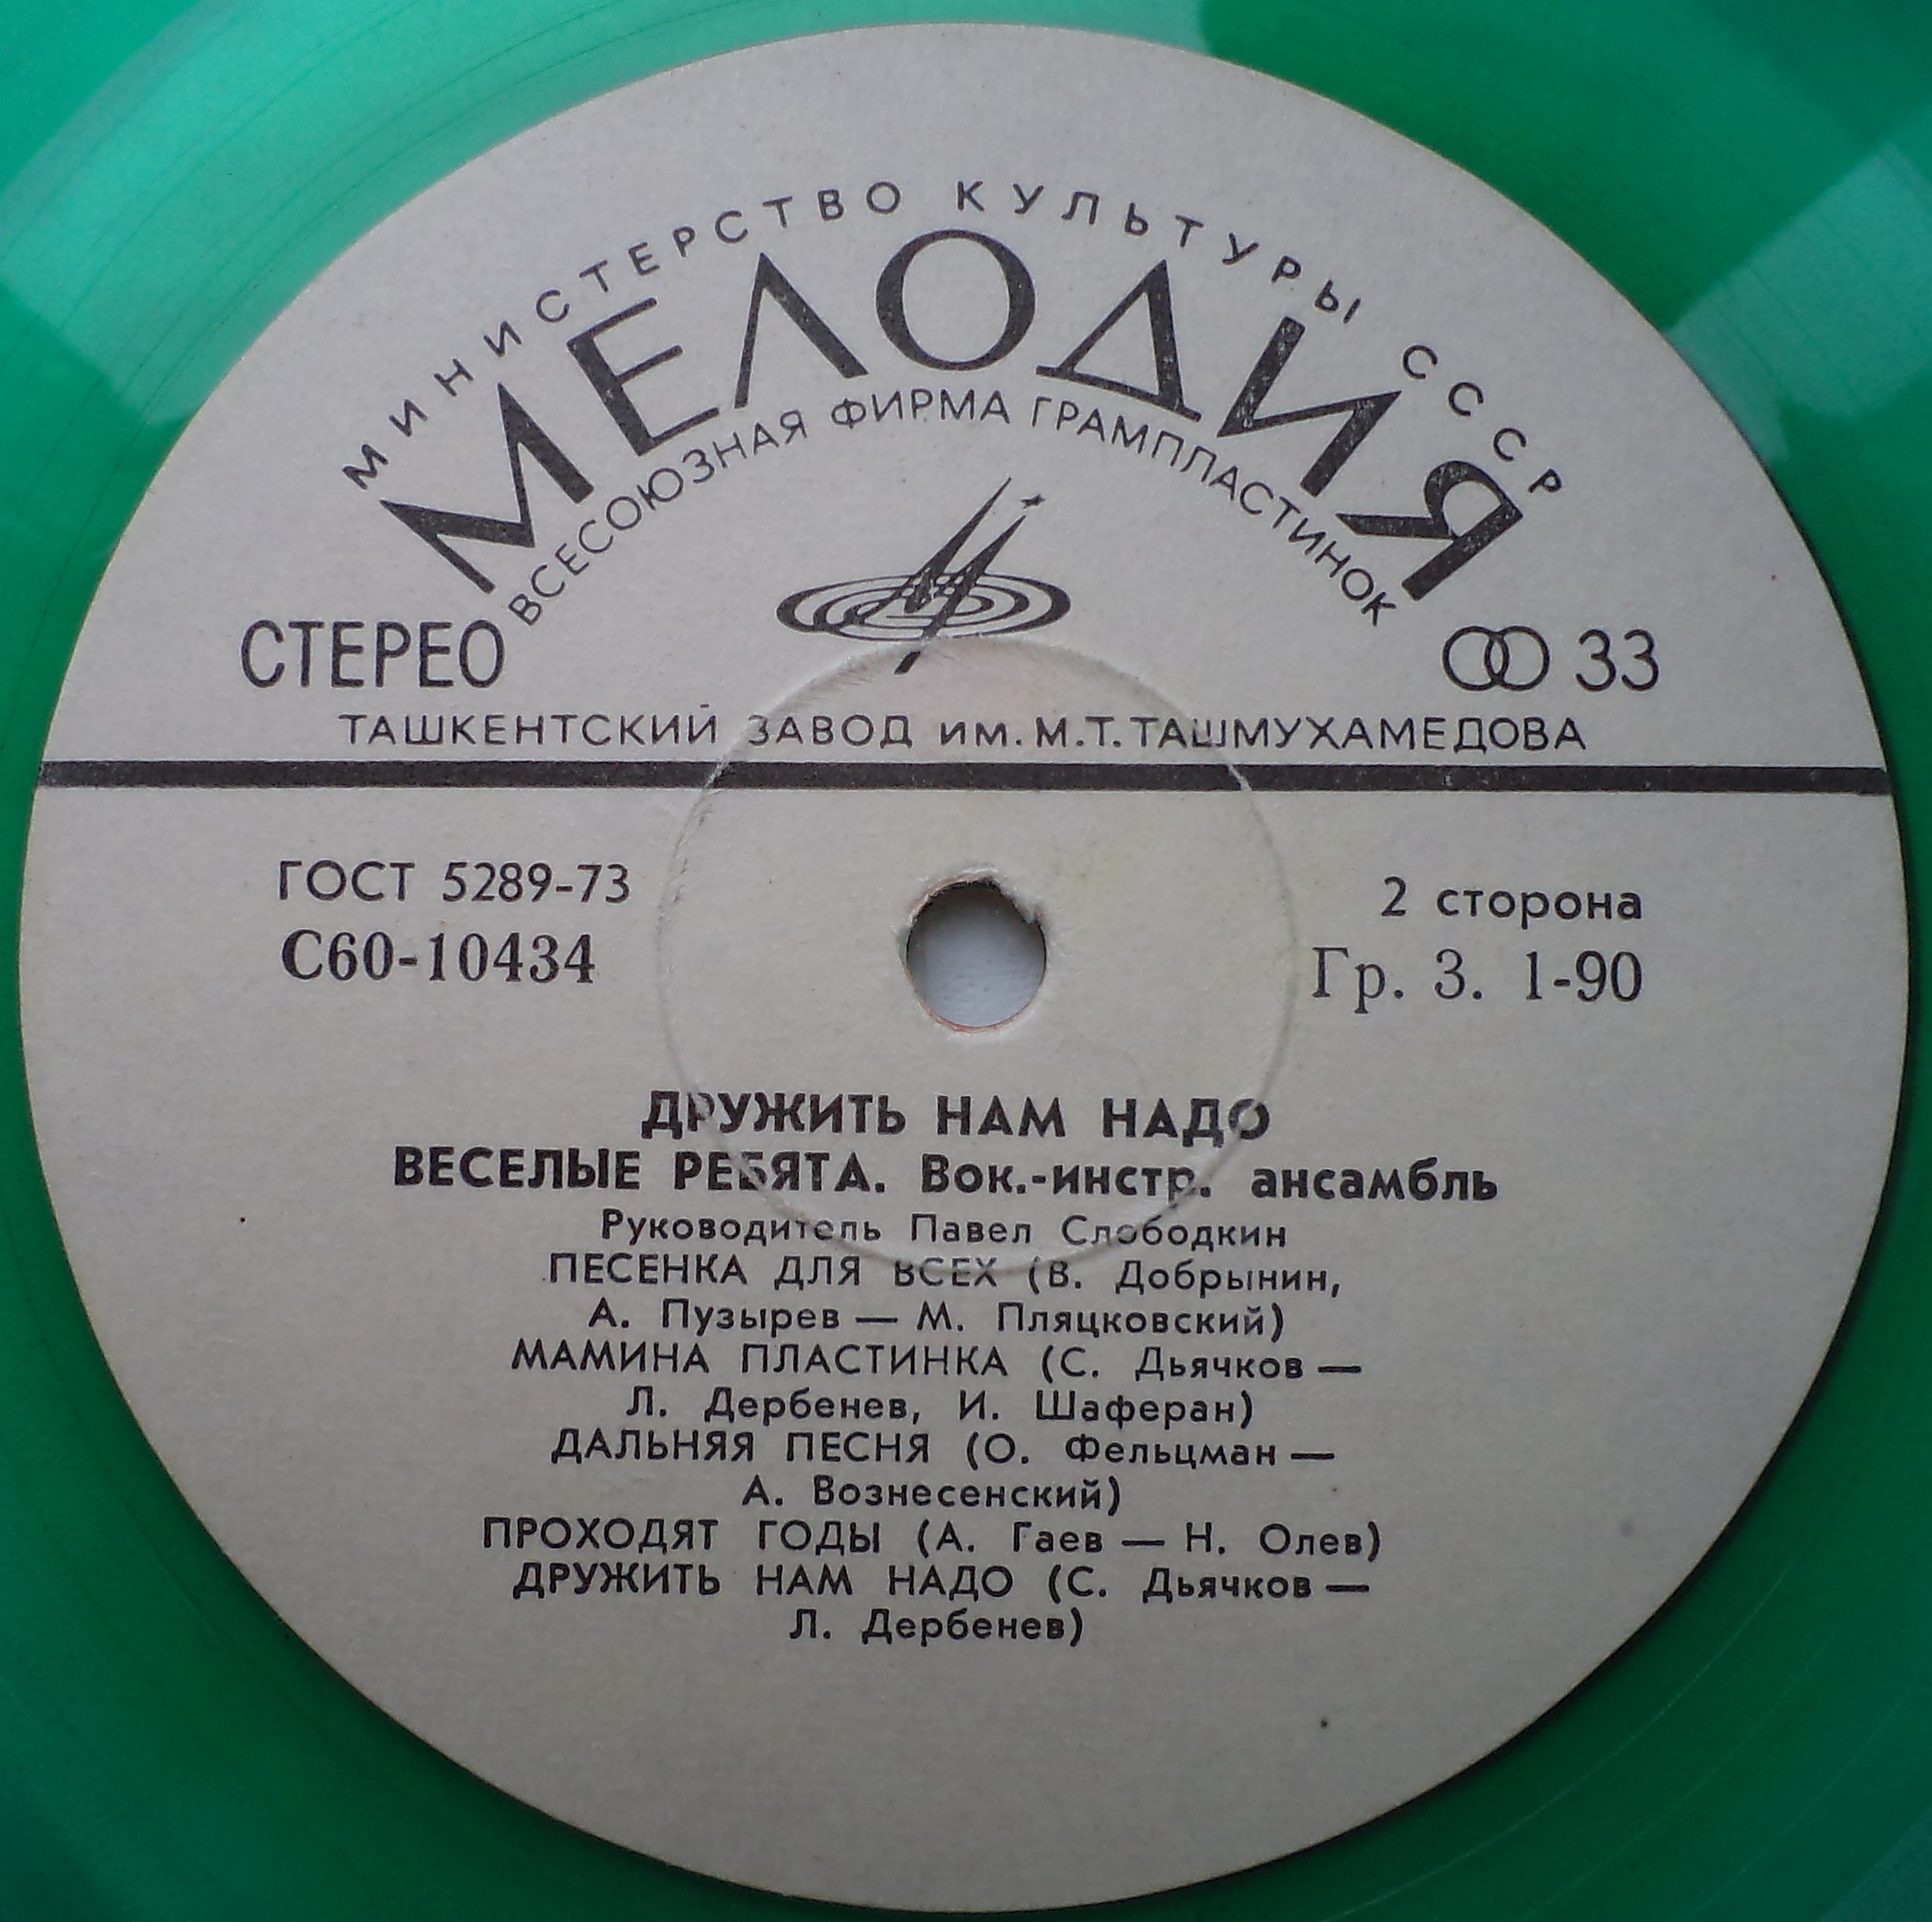 МИНИСТЕРСТВО КУЛЬТУРЫ СССР
МЕЛОДИЯ
ВСЕСОЮЗНАЯ ФИРМА ГРАМПЛАСТИНОК
СТЕРЕО 33
ТАШКЕНТСКИЙ ЗАВОД им. М.Т. ТАШМУХАМЕДОВА
ГОСТ 5289-73 2 сторона
С60-10434 Гр. 3. 1-90
ДРУЖИТЬ НАМ НАДО
ВЕСЕЛЫЕ РЕБЯТА. Вок.-инстр. ансамбль
Руководитель Павел Слободкин
ПЕСЕНКА ДЛЯ ВСЕХ (В. Добрынин,
А. Пузырев — М. Пляцковский)
МАМИНА ПЛАСТИНКА (С. Дьячков —
Л. Дербенев, И. Шаферан)
ДАЛЬНЯЯ ПЕСНЯ (О. Фельцман —
А. Вознесенский)
ПРОХОДЯТ ГОДЫ (А. Гаев — Н. Олев)
ДРУЖИТЬ НАМ НАДО (С. Дьячков —
Л. Дербенев)